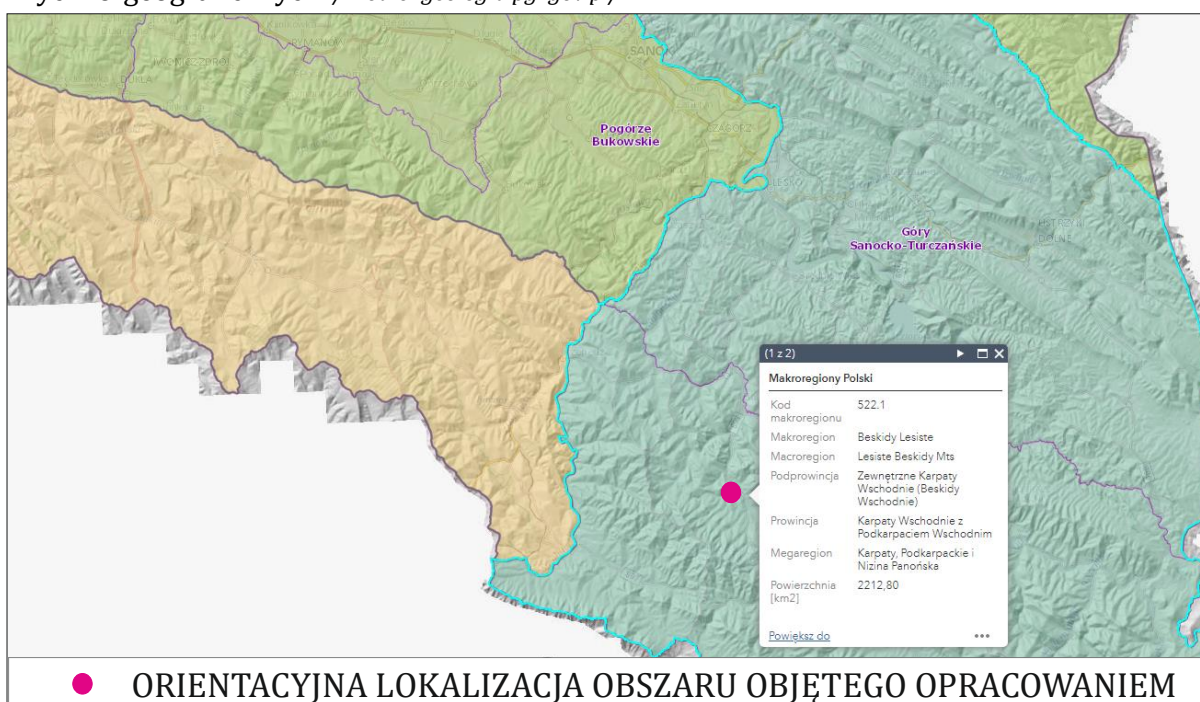 SANOK
Pogórze
Bukowskie
Góry
Sanocko-Turczańskie
(1 z 2)
Makroregiony Polski
Kod makroregionu 522.1
Makroregion Beskidy Lesiste
Macroregion Lesiste Beskidy Mts
Podprowincja Zewnętrzne Karpaty
Wschodnie (Beskidy
Wschodnie)
Prowincja Karpaty Wschodnie z
Podkarpaciem Wschodnim
Megaregion Karpaty, Podkarpackie i
Nizina Panońska
Powierzchnia [km2] 2212,80
Powiększ do
ORIENTACYJNA LOKALIZACJA OBSZARU OBJĘTEGO OPRACOWANIEM